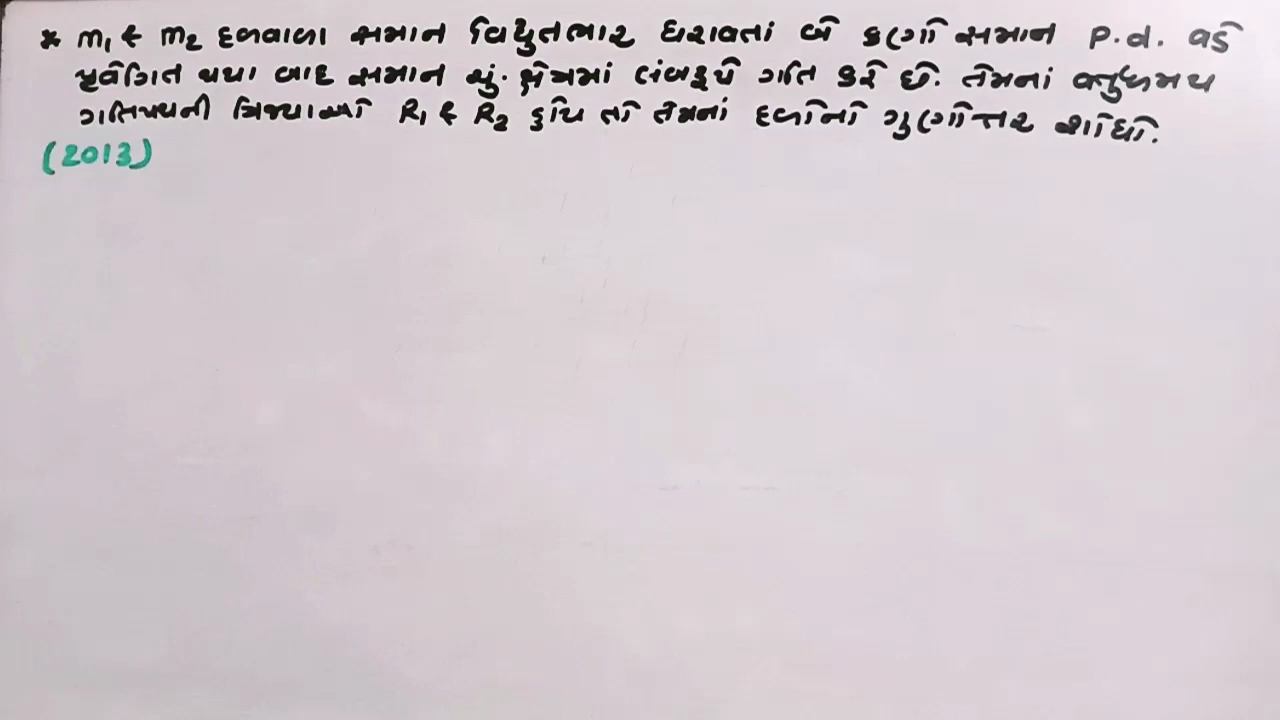 * m₁ & m₂ દળવાળા સમાન વિદ્યુતભાર ધરાવતાં બે કણો સમાન P.d. વડે
પ્રવેગિત થયા બાદ સમાન ચું. ક્ષેત્રમાં લંબરૂપે ગતિ કરે છે. તેમનાં વર્તુળમય
ગતિપથની ત્રિજ્યાઓ R₁ & R₂ હોય તો તેમનાં દળોનો ગુણોત્તર શોધો.
(2013)